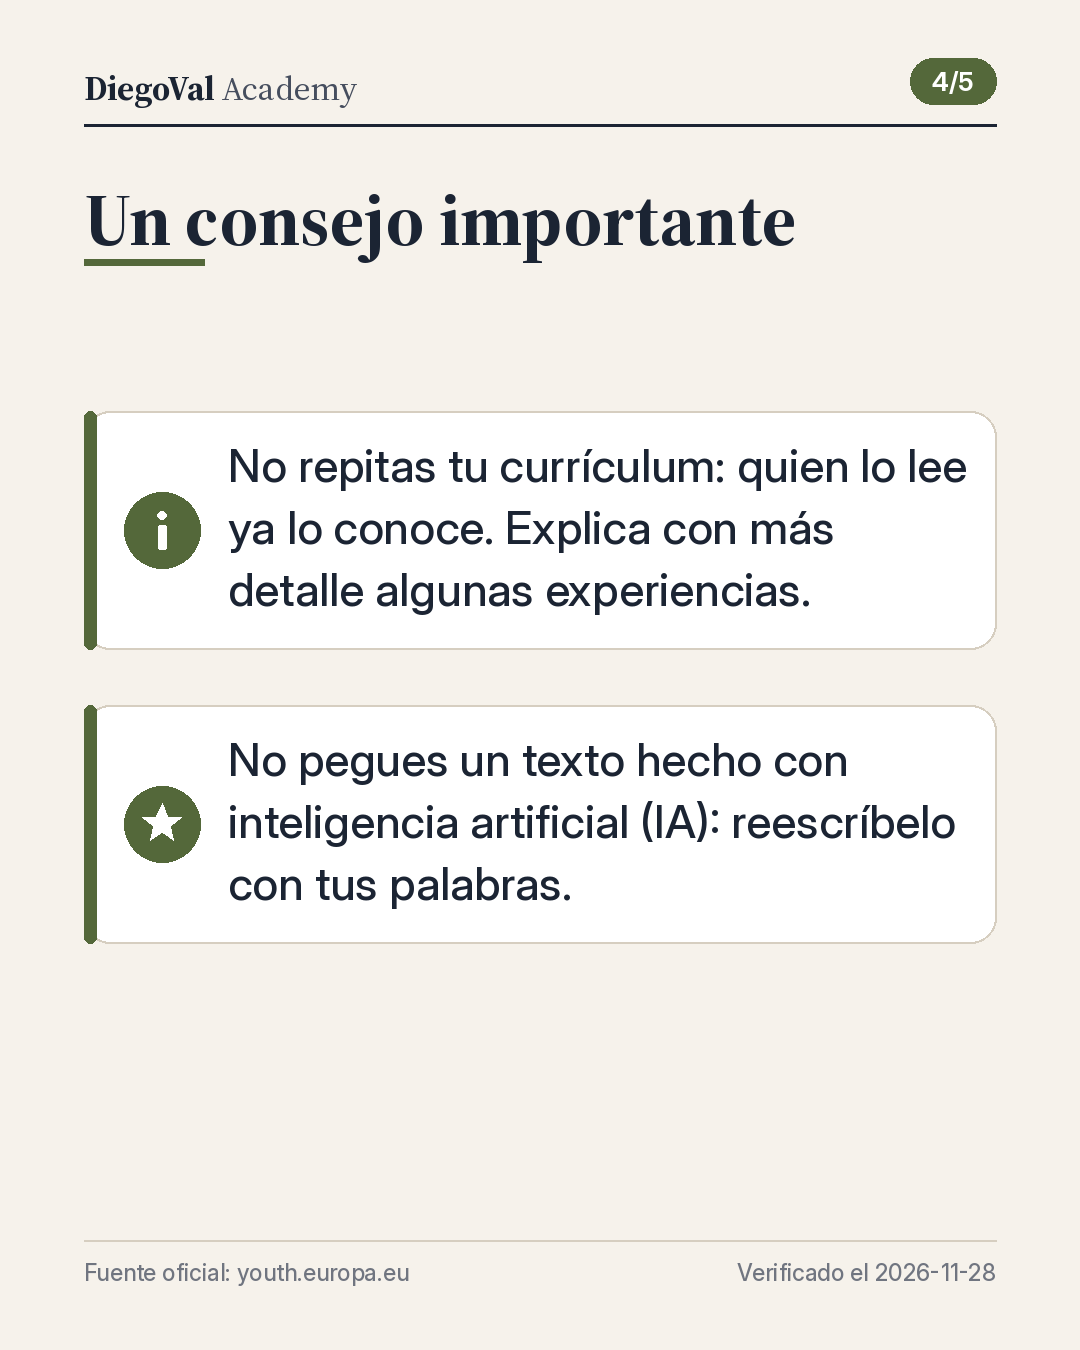 DiegoVal Academy
4/5
Un consejo importante
No repitas tu currículum: quien lo lee
ya lo conoce. Explica con más
detalle algunas experiencias.
No pegues un texto hecho con
inteligencia artificial (IA): reescríbelo
con tus palabras.
Fuente oficial: youth.europa.eu
Verificado el 2026-11-28